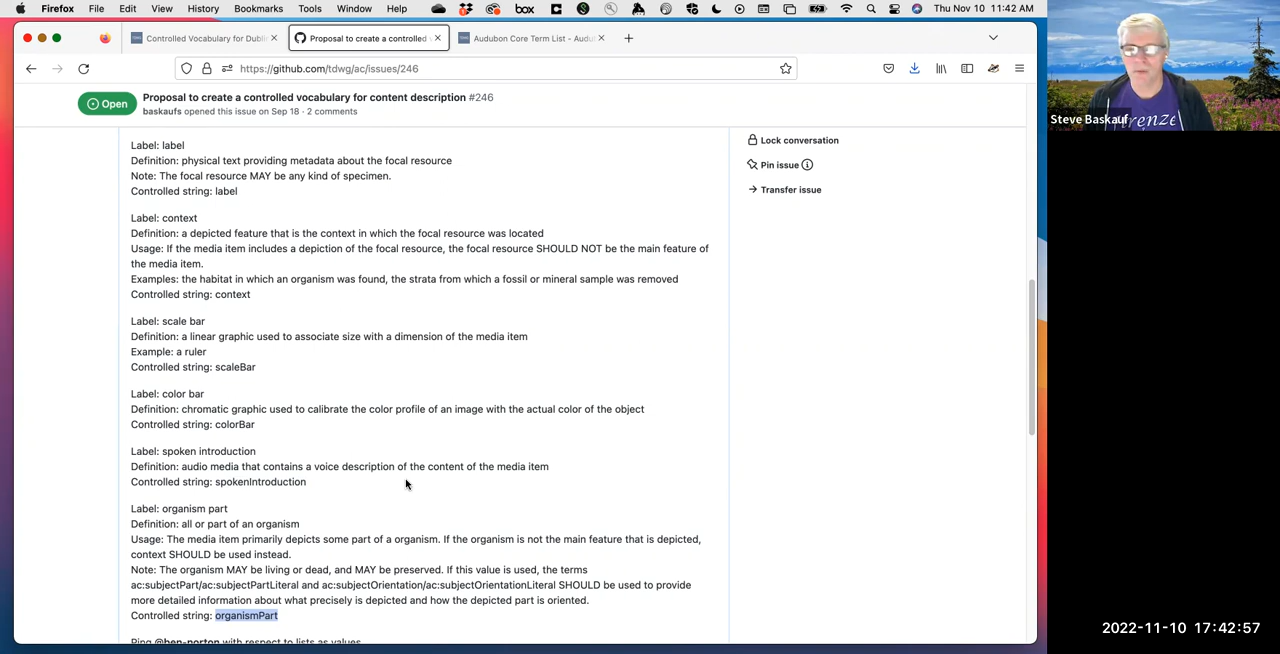 Firefox File Edit View History Bookmarks Tools Window Help box Thu Nov 10 11:42 AM
Controlled Vocabulary for Dubli Proposal to create a controlled Audubon Core Term List - Audu
https://github.com/tdwg/ac/issues/246
Open Proposal to create a controlled vocabulary for content description #246
baskaufs opened this issue on Sep 18 · 2 comments
Label: label
Definition: physical text providing metadata about the focal resource
Note: The focal resource MAY be any kind of specimen.
Controlled string: label
Label: context
Definition: a depicted feature that is the context in which the focal resource was located
Usage: If the media item includes a depiction of the focal resource, the focal resource SHOULD NOT be the main feature of
the media item.
Examples: the habitat in which an organism was found, the strata from which a fossil or mineral sample was removed
Controlled string: context
Label: scale bar
Definition: a linear graphic used to associate size with a dimension of the media item
Example: a ruler
Controlled string: scaleBar
Label: color bar
Definition: chromatic graphic used to calibrate the color profile of an image with the actual color of the object
Controlled string: colorBar
Label: spoken introduction
Definition: audio media that contains a voice description of the content of the media item
Controlled string: spokenIntroduction
Label: organism part
Definition: all or part of an organism
Usage: The media item primarily depicts some part of a organism. If the organism is not the main feature that is depicted,
context SHOULD be used instead.
Note: The organism MAY be living or dead, and MAY be preserved. If this value is used, the terms
ac:subjectPart/ac:subjectPartLiteral and ac:subjectOrientation/ac:subjectOrientationLiteral SHOULD be used to provide
more detailed information about what precisely is depicted and how the depicted part is oriented.
Controlled string: organismPart
Ping @ben-norton with respect to lists as values
Lock conversation
Pin issue
Transfer issue
Steve Baskauf
2022-11-10 17:42:57